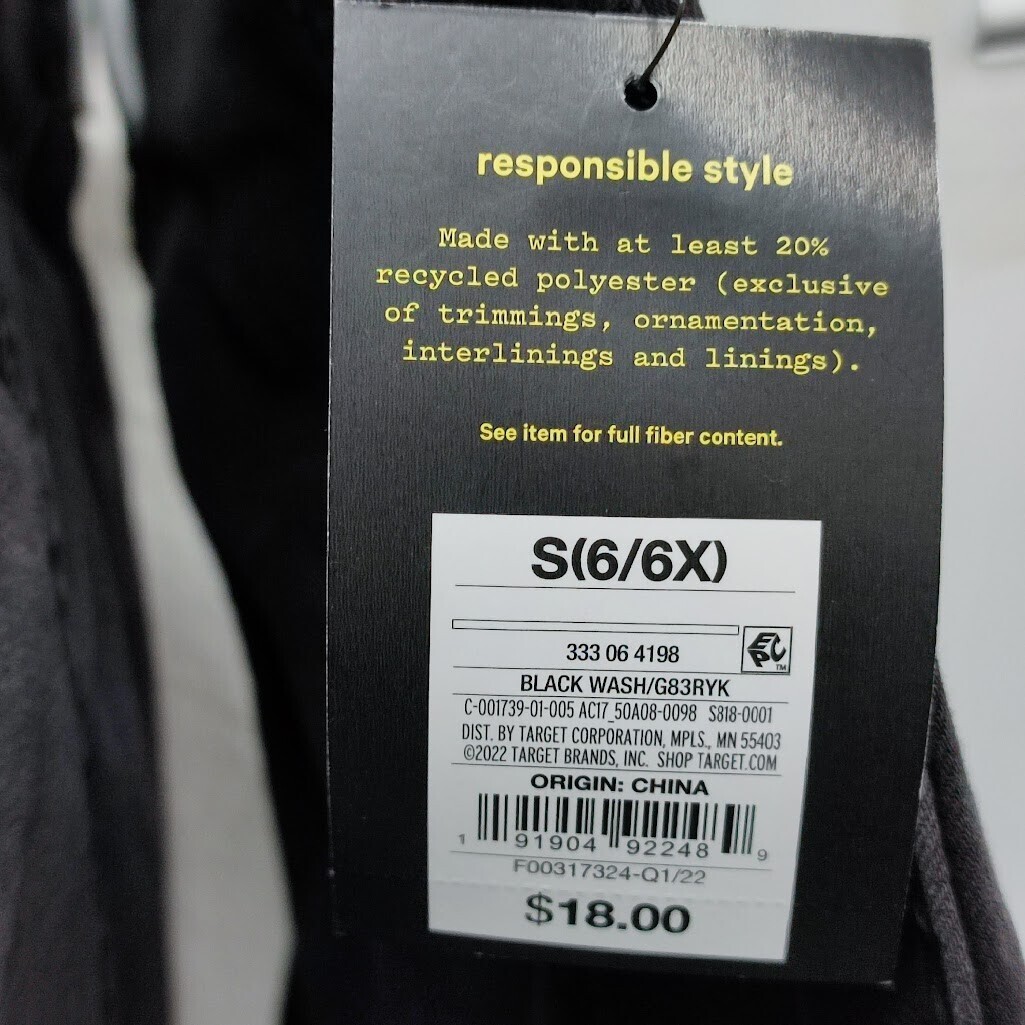 responsible style
Made with at least 20%
recycled polyester (exclusive
of trimmings, ornamentation,
interlinings and linings).
See item for full fiber content.
S(6/6X)
333 06 4198
EPC TM
BLACK WASH/G83RYK
C-001739-01-005 AC17_50A08-0098 S818-0001
DIST. BY TARGET CORPORATION, MPLS., MN 55403
©2022 TARGET BRANDS, INC. SHOP TARGET.COM
ORIGIN: CHINA
1 91904 92248 9
F00317324-Q1/22
$18.00